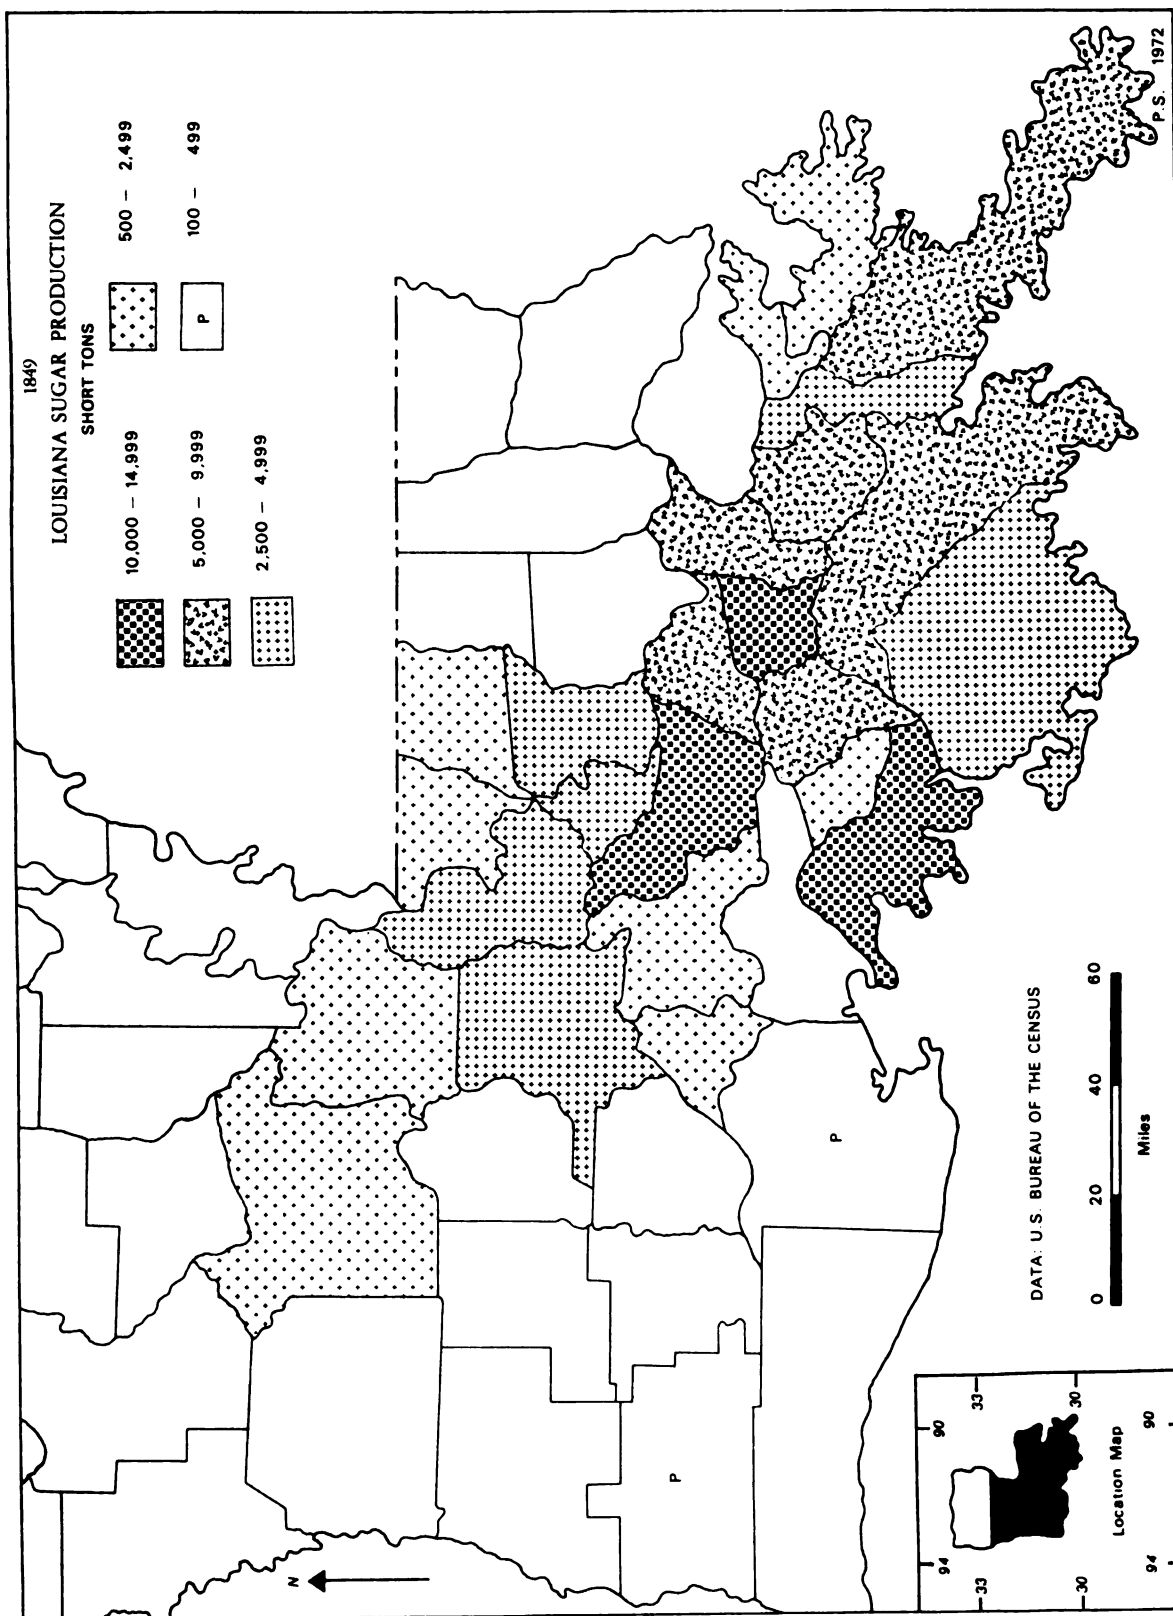 1849
LOUISIANA SUGAR PRODUCTION
SHORT TONS
10,000 – 14,999
5,000 – 9,999
2,500 – 4,999
500 – 2,499
P 100 – 499
N
P
P
DATA: U.S. BUREAU OF THE CENSUS
0 20 40 60
Miles
94 90
33 33
30 30
94 90
Location Map
P.S. 1972